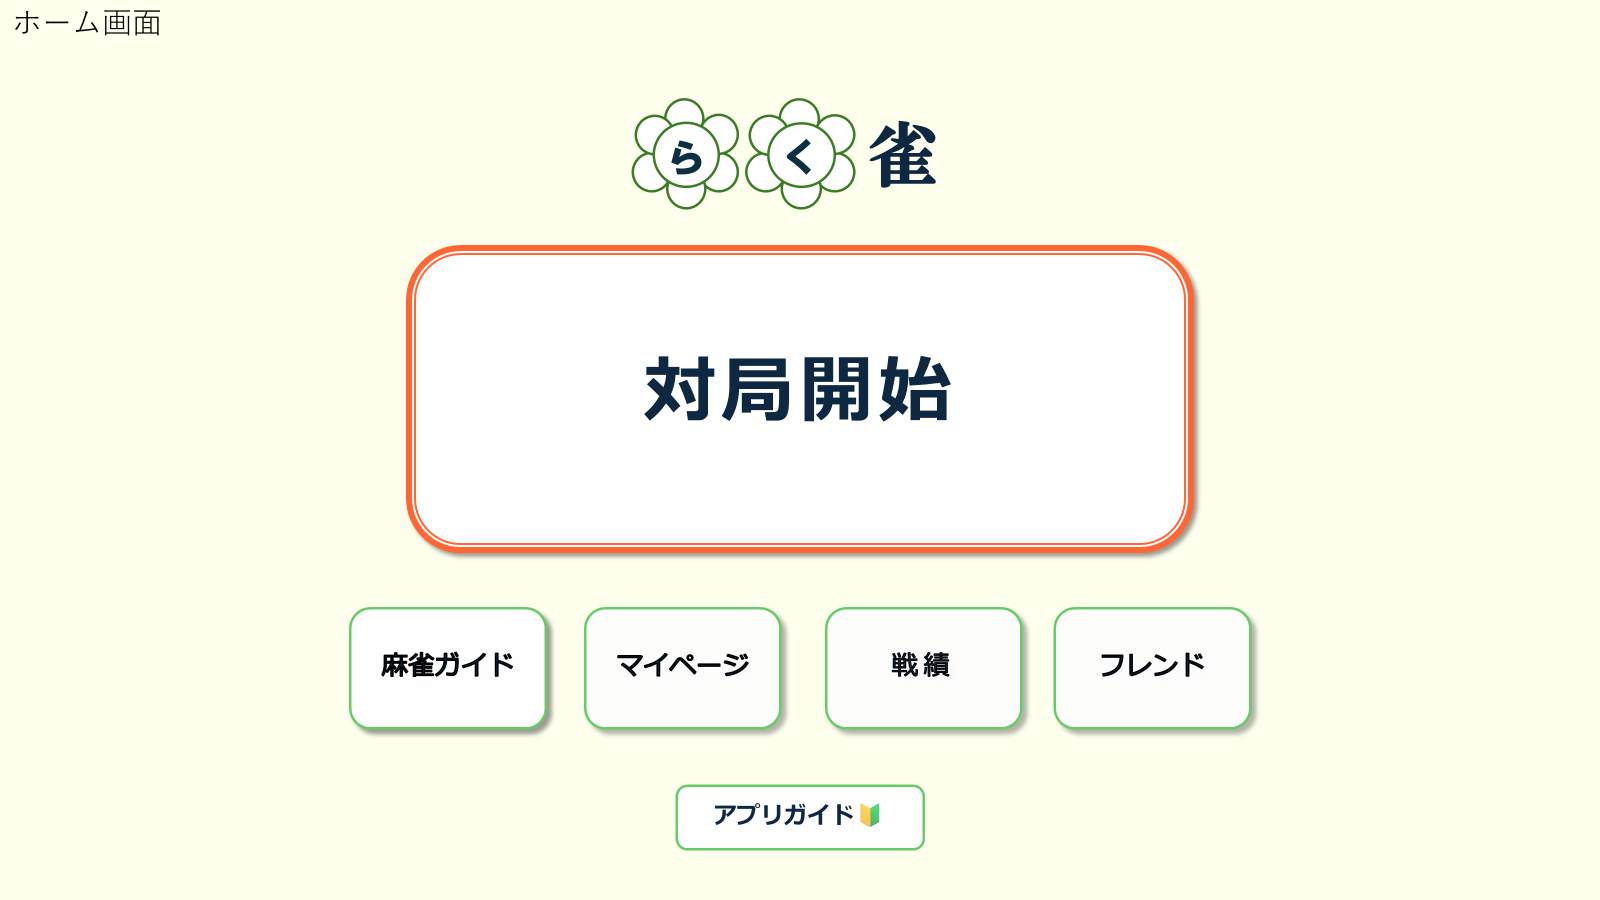 ホーム画面
らく雀
対局開始
麻雀ガイド
マイページ
戦績
フレンド
アプリガイド🔰